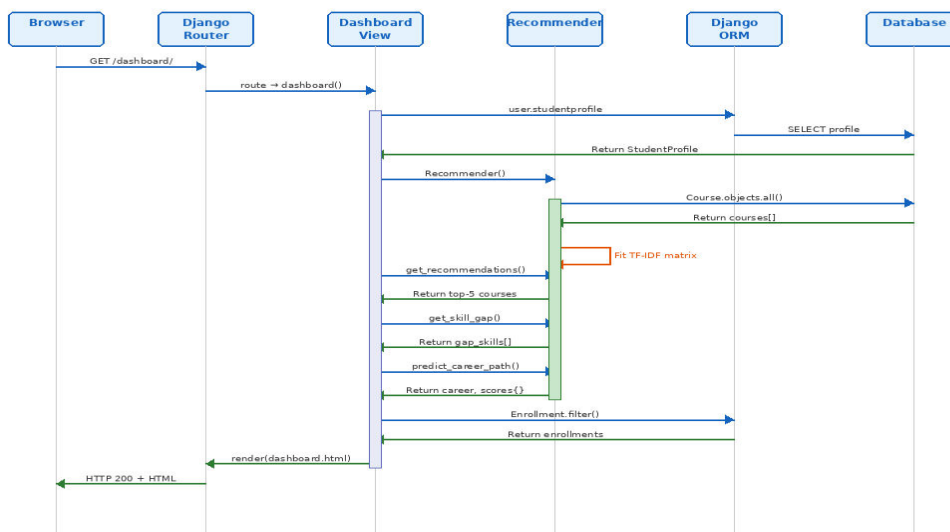 Browser
Django
Router
Dashboard
View
Recommender
Django
ORM
Database
GET /dashboard/
route → dashboard()
user.studentprofile
SELECT profile
Return StudentProfile
Recommender()
Course.objects.all()
Return courses[]
Fit TF-IDF matrix
get_recommendations()
Return top-5 courses
get_skill_gap()
Return gap_skills[]
predict_career_path()
Return career, scores{}
Enrollment.filter()
Return enrollments
render(dashboard.html)
HTTP 200 + HTML